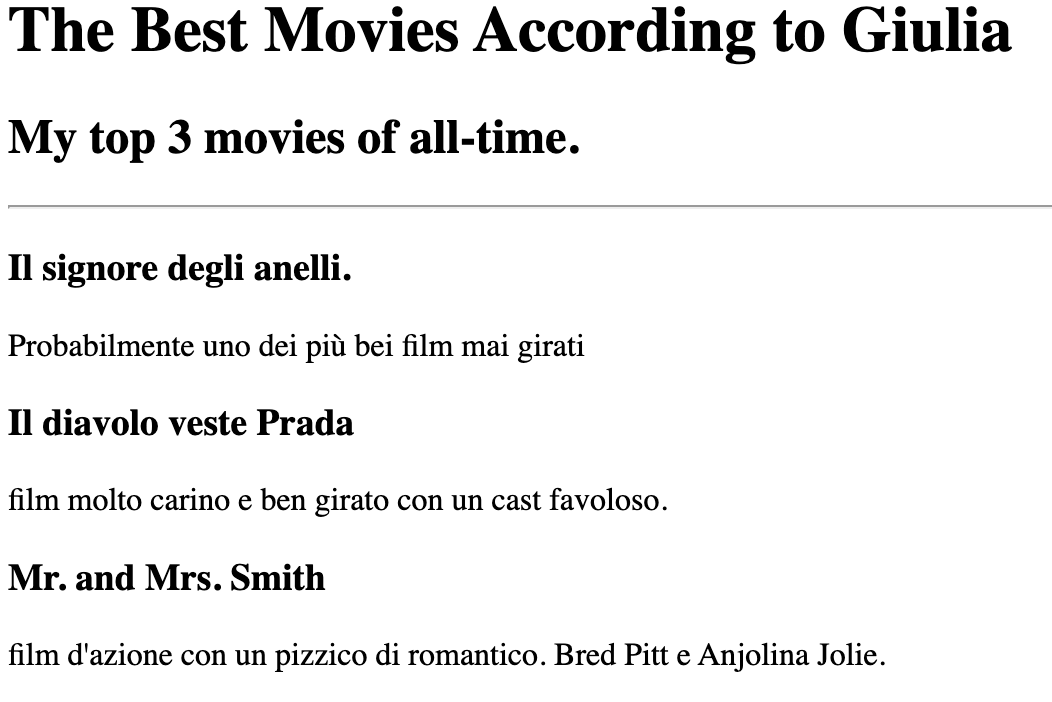 The Best Movies According to Giulia
My top 3 movies of all-time.
Il signore degli anelli.
Probabilmente uno dei più bei film mai girati
Il diavolo veste Prada
film molto carino e ben girato con un cast favoloso.
Mr. and Mrs. Smith
film d'azione con un pizzico di romantico. Bred Pitt e Anjolina Jolie.